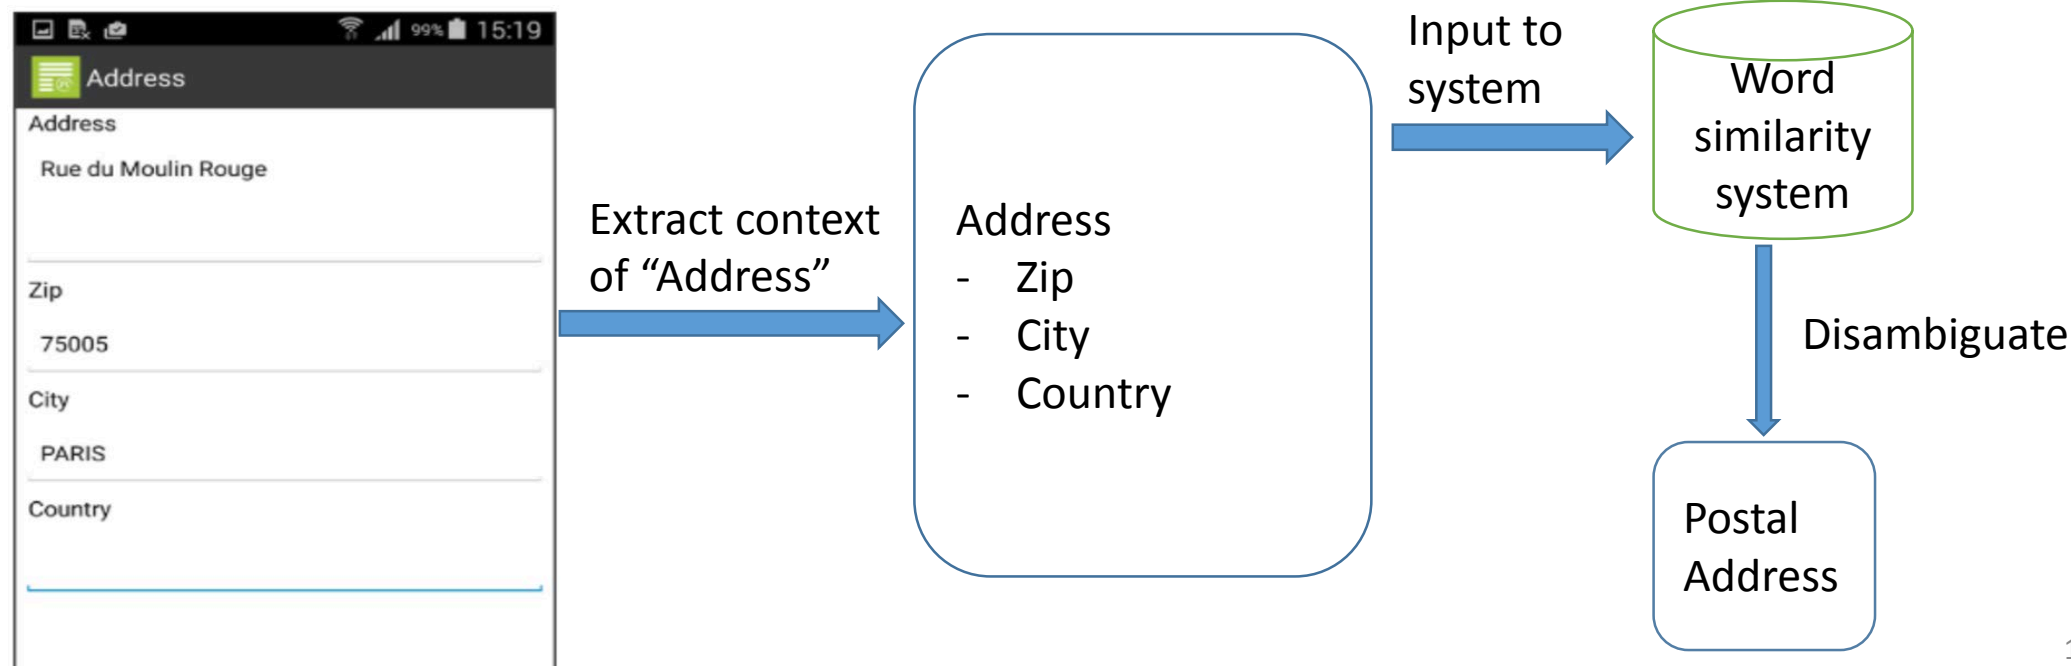 99% 15:19
Address
Address
Rue du Moulin Rouge
Zip
75005
City
PARIS
Country
Extract context
of “Address”
Address
- Zip
- City
- Country
Input to
system
Word
similarity
system
Disambiguate
Postal
Address